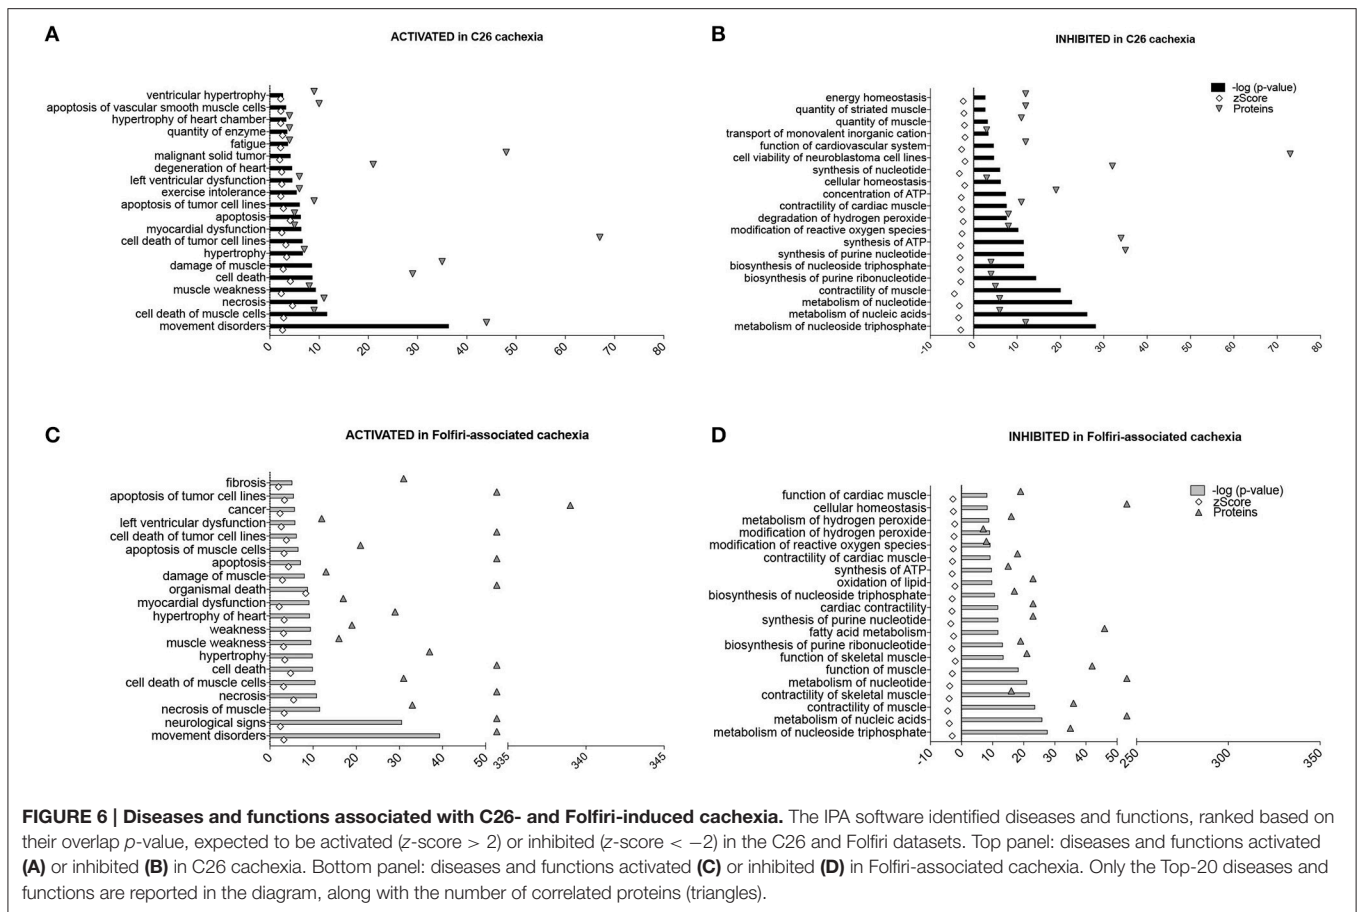 A
ACTIVATED in C26 cachexia
ventricular hypertrophy
apoptosis of vascular smooth muscle cells
hypertrophy of heart chamber
quantity of enzyme
fatigue
malignant solid tumor
degeneration of heart
left ventricular dysfunction
exercise intolerance
apoptosis of tumor cell lines
apoptosis
myocardial dysfunction
cell death of tumor cell lines
hypertrophy
damage of muscle
cell death
muscle weakness
necrosis
cell death of muscle cells
movement disorders
0 10 20 30 40 50 60 70 80
B
INHIBITED in C26 cachexia
-log (p-value)
zScore
Proteins
energy homeostasis
quantity of striated muscle
quantity of muscle
transport of monovalent inorganic cation
function of cardiovascular system
cell viability of neuroblastoma cell lines
synthesis of nucleotide
cellular homeostasis
concentration of ATP
contractility of cardiac muscle
degradation of hydrogen peroxide
modification of reactive oxygen species
synthesis of ATP
synthesis of purine nucleotide
biosynthesis of nucleoside triphosphate
biosynthesis of purine ribonucleotide
contractility of muscle
metabolism of nucleotide
metabolism of nucleic acids
metabolism of nucleoside triphosphate
-10 0 10 20 30 40 50 60 70 80
C
ACTIVATED in Folfiri-associated cachexia
fibrosis
apoptosis of tumor cell lines
cancer
left ventricular dysfunction
cell death of tumor cell lines
apoptosis of muscle cells
apoptosis
damage of muscle
organismal death
myocardial dysfunction
hypertrophy of heart
weakness
muscle weakness
hypertrophy
cell death
cell death of muscle cells
necrosis
necrosis of muscle
neurological signs
movement disorders
0 10 20 30 40 50 335 340 345
D
INHIBITED in Folfiri-associated cachexia
-log (p-value)
zScore
Proteins
function of cardiac muscle
cellular homeostasis
metabolism of hydrogen peroxide
modification of hydrogen peroxide
modification of reactive oxygen species
contractility of cardiac muscle
synthesis of ATP
oxidation of lipid
biosynthesis of nucleoside triphosphate
cardiac contractility
synthesis of purine nucleotide
fatty acid metabolism
biosynthesis of purine ribonucleotide
function of skeletal muscle
function of muscle
metabolism of nucleotide
contractility of skeletal muscle
contractility of muscle
metabolism of nucleic acids
metabolism of nucleoside triphosphate
-10 0 10 20 30 40 50 250 300 350
FIGURE 6 | Diseases and functions associated with C26- and Folfiri-induced cachexia. The IPA software identified diseases and functions, ranked based on
their overlap p-value, expected to be activated (z-score > 2) or inhibited (z-score < −2) in the C26 and Folfiri datasets. Top panel: diseases and functions activated
(A) or inhibited (B) in C26 cachexia. Bottom panel: diseases and functions activated (C) or inhibited (D) in Folfiri-associated cachexia. Only the Top-20 diseases and
functions are reported in the diagram, along with the number of correlated proteins (triangles).